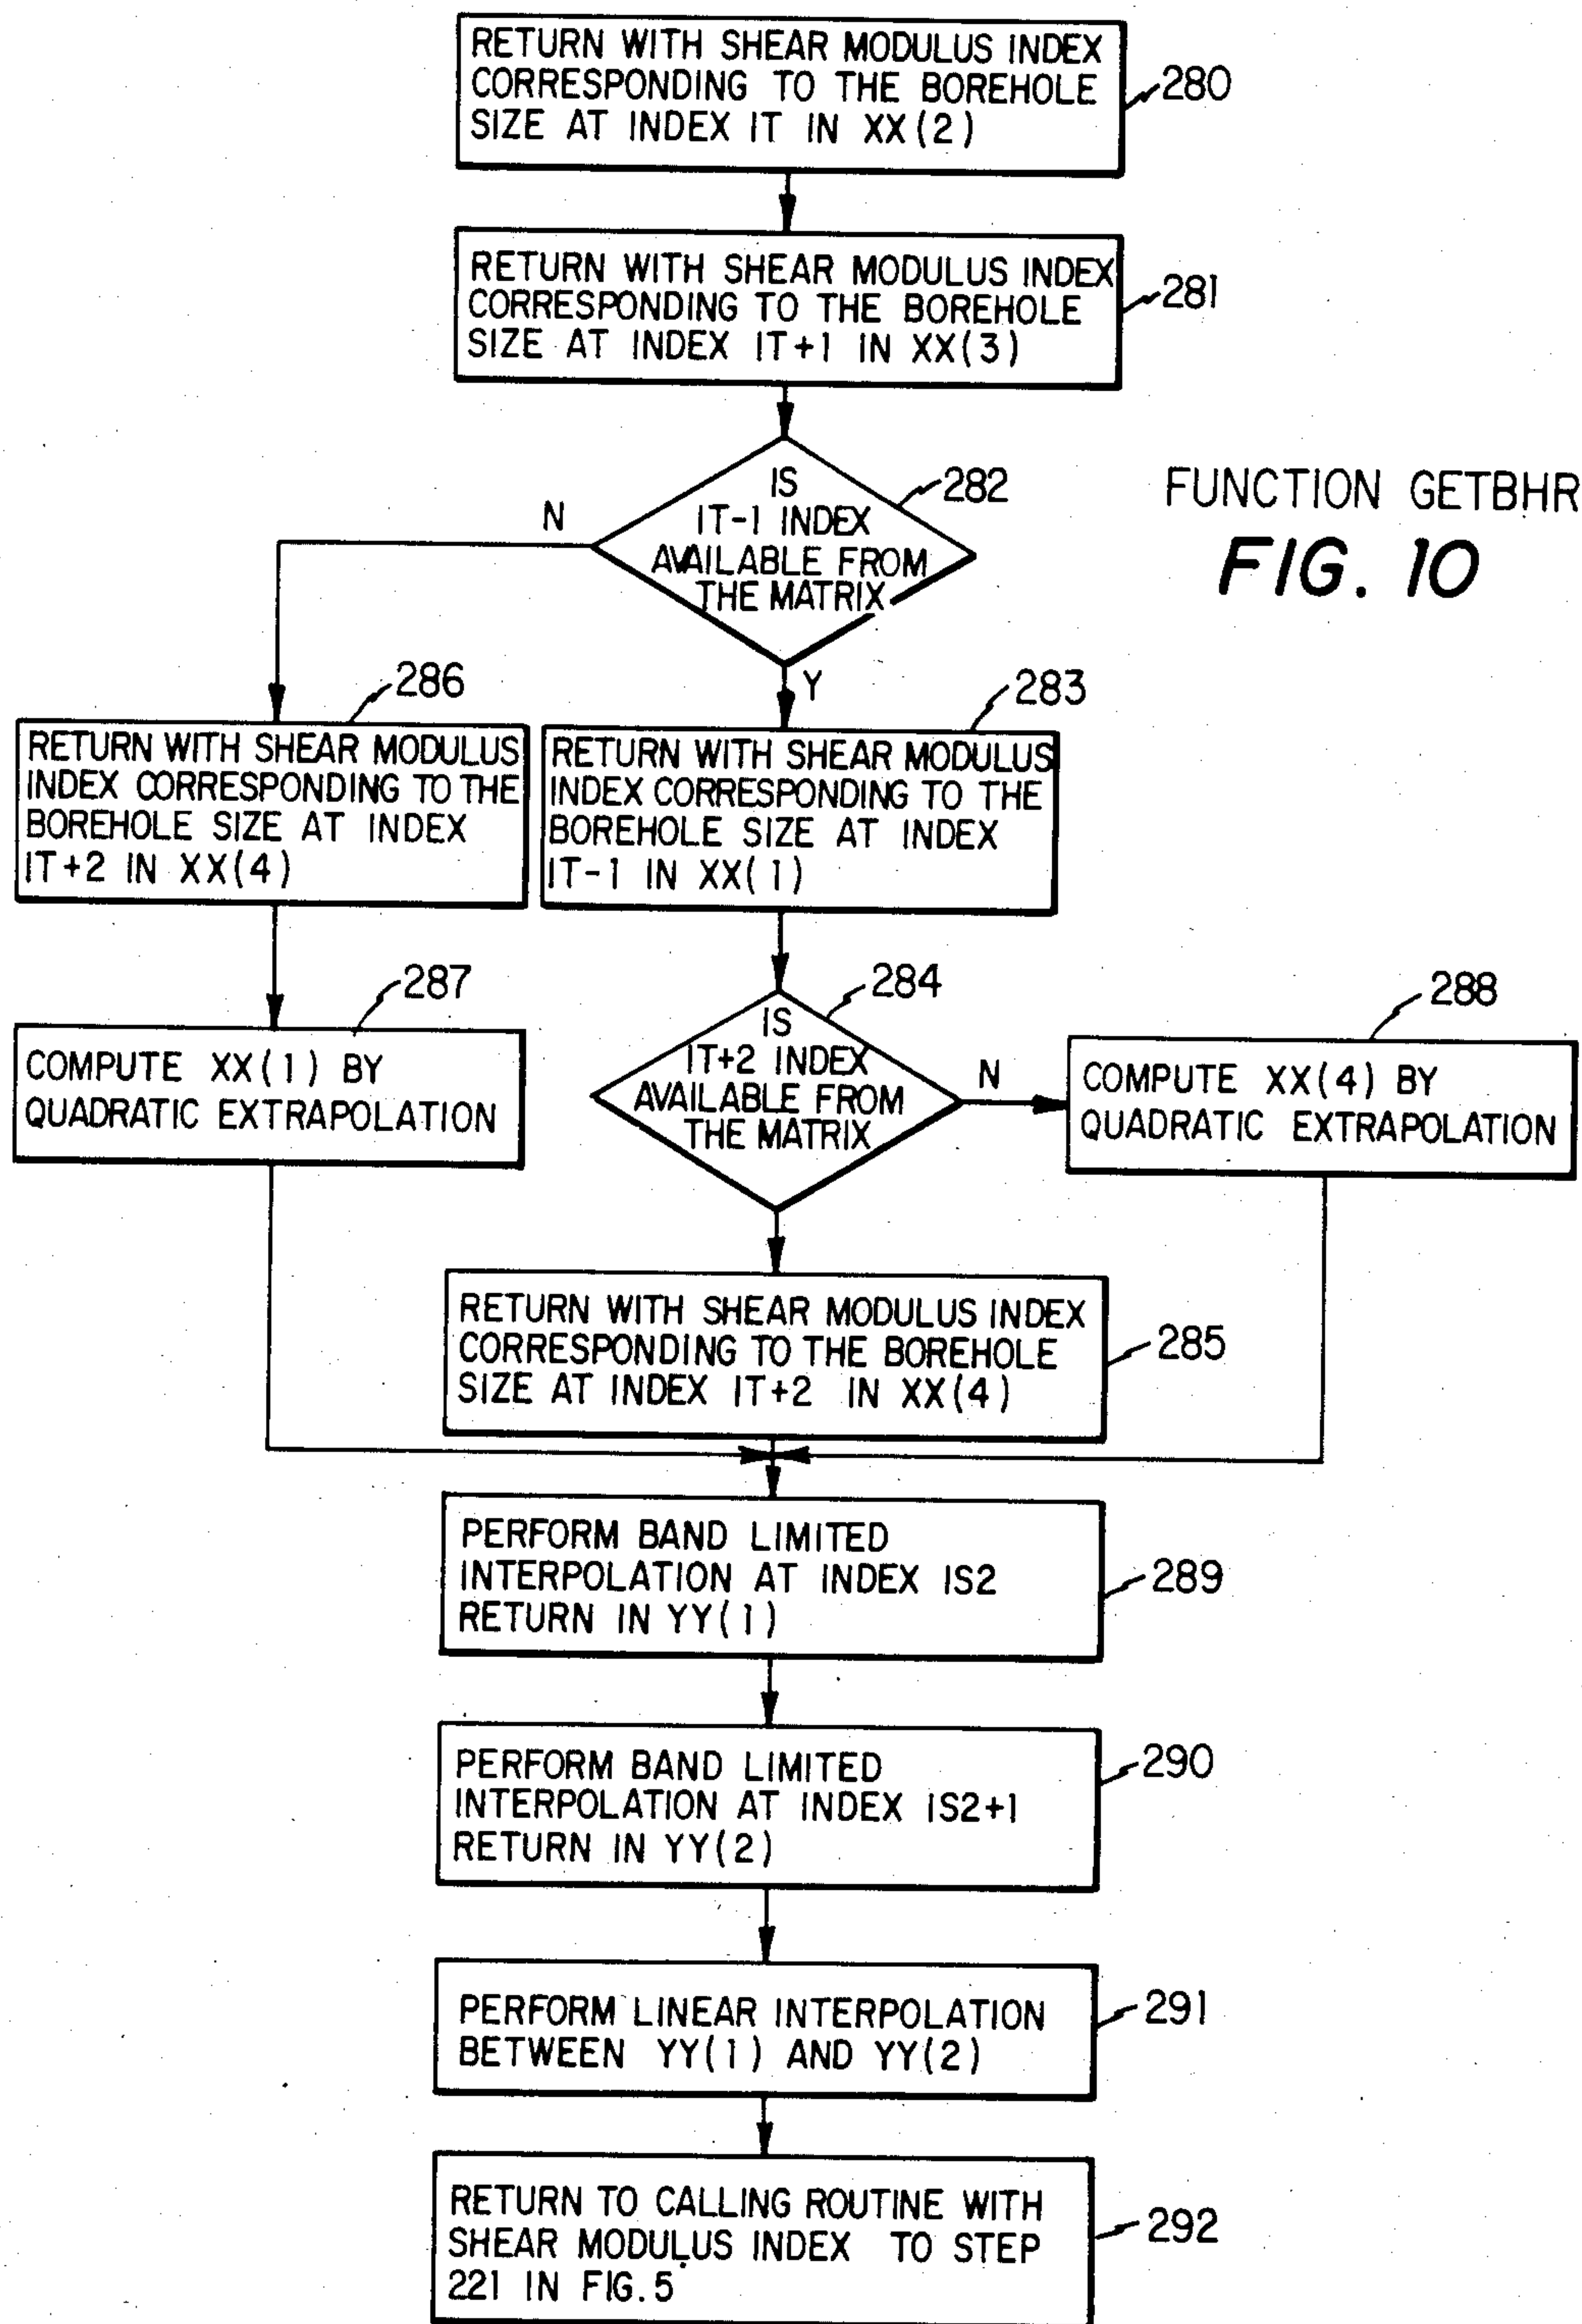 RETURN WITH SHEAR MODULUS INDEX
CORRESPONDING TO THE BOREHOLE
SIZE AT INDEX IT IN XX(2)
280
RETURN WITH SHEAR MODULUS INDEX
CORRESPONDING TO THE BOREHOLE
SIZE AT INDEX IT+1 IN XX(3)
281
IS
IT-1 INDEX
AVAILABLE FROM
THE MATRIX
282
N
Y
FUNCTION GETBHR
FIG. 10
286
RETURN WITH SHEAR MODULUS
INDEX CORRESPONDING TO THE
BOREHOLE SIZE AT INDEX
IT+2 IN XX(4)
283
RETURN WITH SHEAR MODULUS
INDEX CORRESPONDING TO THE
BOREHOLE SIZE AT INDEX
IT-1 IN XX(1)
287
COMPUTE XX(1) BY
QUADRATIC EXTRAPOLATION
284
IS
IT+2 INDEX
AVAILABLE FROM
THE MATRIX
N
288
COMPUTE XX(4) BY
QUADRATIC EXTRAPOLATION
RETURN WITH SHEAR MODULUS INDEX
CORRESPONDING TO THE BOREHOLE
SIZE AT INDEX IT+2 IN XX(4)
285
PERFORM BAND LIMITED
INTERPOLATION AT INDEX IS2
RETURN IN YY(1)
289
PERFORM BAND LIMITED
INTERPOLATION AT INDEX IS2+1
RETURN IN YY(2)
290
PERFORM LINEAR INTERPOLATION
BETWEEN YY(1) AND YY(2)
291
RETURN TO CALLING ROUTINE WITH
SHEAR MODULUS INDEX TO STEP
221 IN FIG. 5
292